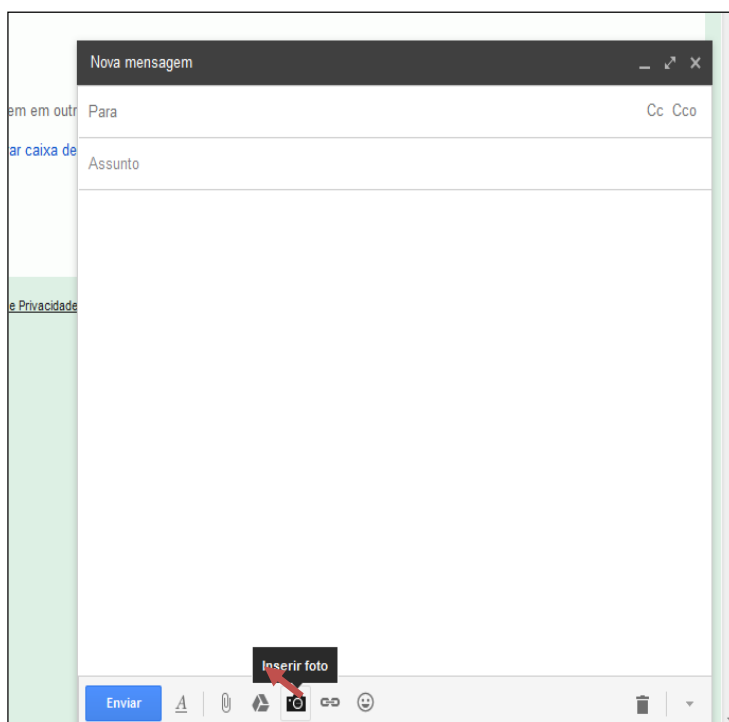 Nova mensagem
em em outr
Para
Cc Cco
ar caixa de
Assunto
e Privacidade
Inserir foto
Enviar
A